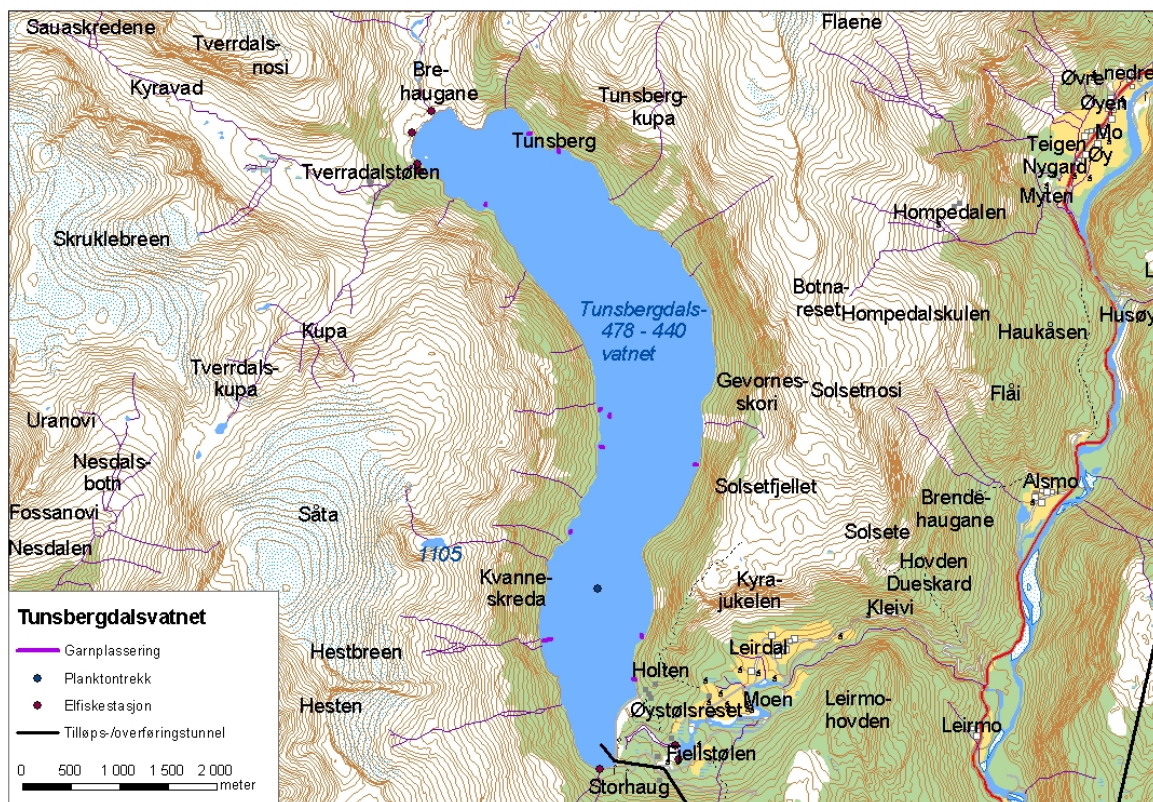 Sauaskredene
Tverrdals-
nosi
Flaene
Kyravad
Bre-
haugane
Øvre
nedre
Øyen
Tunsberg-
kupa
Tunsberg
Mo
Teigen
Øy
Nygard
Tverradalstølen
Myten
Hompedalen
Skruklebreen
Botna-
reset
Hompedalskulen
Husøy
Haukåsen
Tunsbergdals-
478 - 440
vatnet
Kupa
Tverrdals-
kupa
Gevornes-
skori
Solsetnosi
Flåi
Uranovi
Nesdals-
botn
Solsetfjellet
Alsmo
Brende-
haugane
Fossanovi
Såta
Solsete
Nesdalen
1105
Hovden
Dueskard
Kvanne-
skreda
Kyra-
jukelen
Kleivi
Hestbreen
Leirdal
Holten
Hesten
Øystølsreset
Moen
Leirmo-
hovden
Leirmo
Fjellstølen
Storhaug
Tunsbergdalsvatnet
Garnplassering
Planktontrekk
Elfiskestasjon
Tilløps-/overføringstunnel
0 500 1 000 1 500 2 000
meter